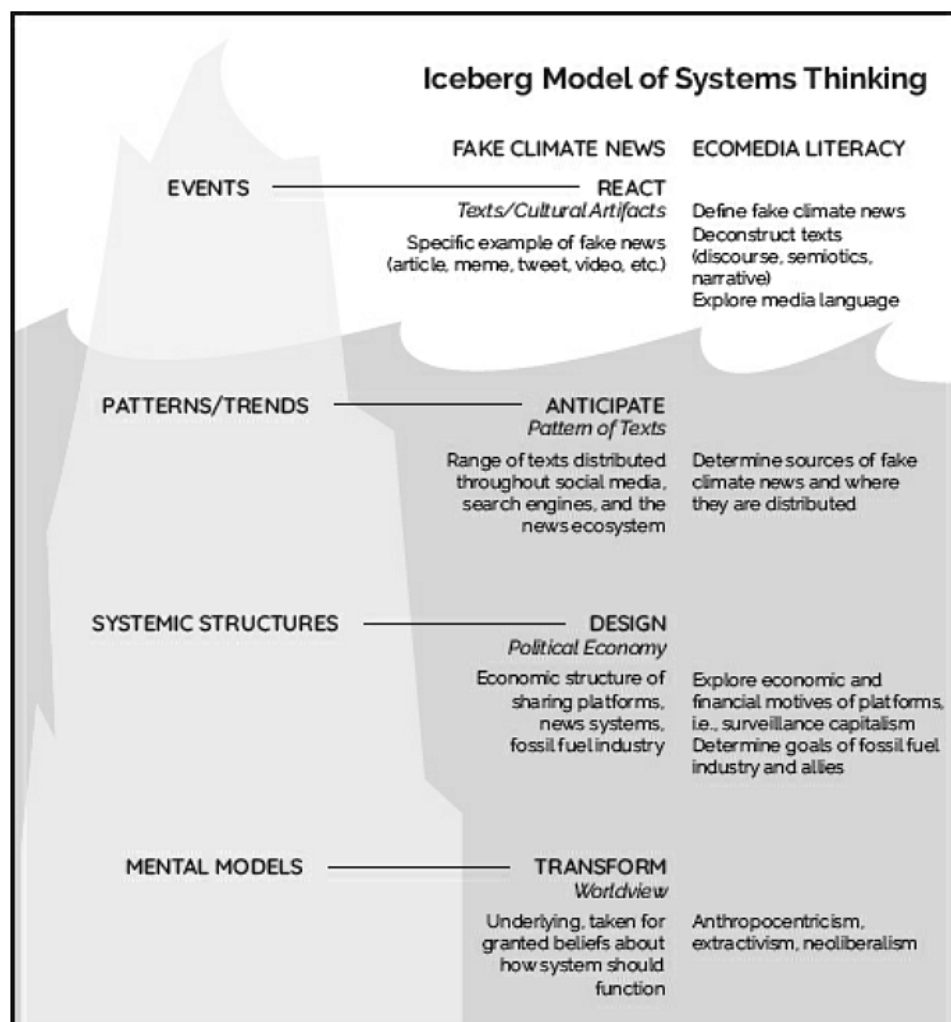 Iceberg Model of Systems Thinking
FAKE CLIMATE NEWS
ECOMEDIA LITERACY
EVENTS
REACT
Texts/Cultural Artifacts
Specific example of fake news
(article, meme, tweet, video, etc.)
Define fake climate news
Deconstruct texts
(discourse, semiotics,
narrative)
Explore media language
PATTERNS/TRENDS
ANTICIPATE
Pattern of Texts
Range of texts distributed
throughout social media,
search engines, and the
news ecosystem
Determine sources of fake
climate news and where
they are distributed
SYSTEMIC STRUCTURES
DESIGN
Political Economy
Economic structure of
sharing platforms,
news systems,
fossil fuel industry
Explore economic and
financial motives of platforms,
i.e., surveillance capitalism
Determine goals of fossil fuel
industry and allies
MENTAL MODELS
TRANSFORM
Worldview
Underlying, taken for
granted beliefs about
how system should
function
Anthropocentricism,
extractivism, neoliberalism